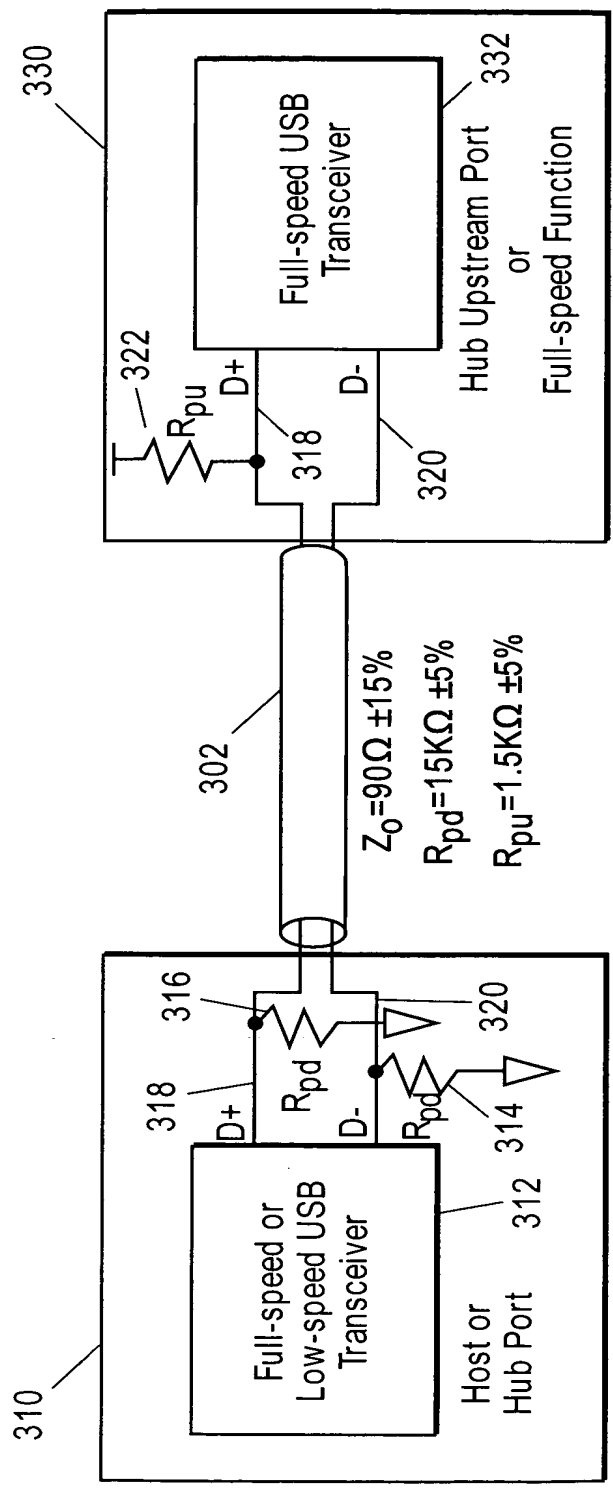 310
Full-speed or
Low-speed USB
Transceiver
D+
D-
318
316
Rpd
Rpd
320
314
312
Host or
Hub Port
302
Z0=90Ω ±15%
Rpd=15KΩ ±5%
Rpu=1.5KΩ ±5%
330
322
Rpu
D+
D-
318
320
Full-speed USB
Transceiver
332
Hub Upstream Port
or
Full-speed Function